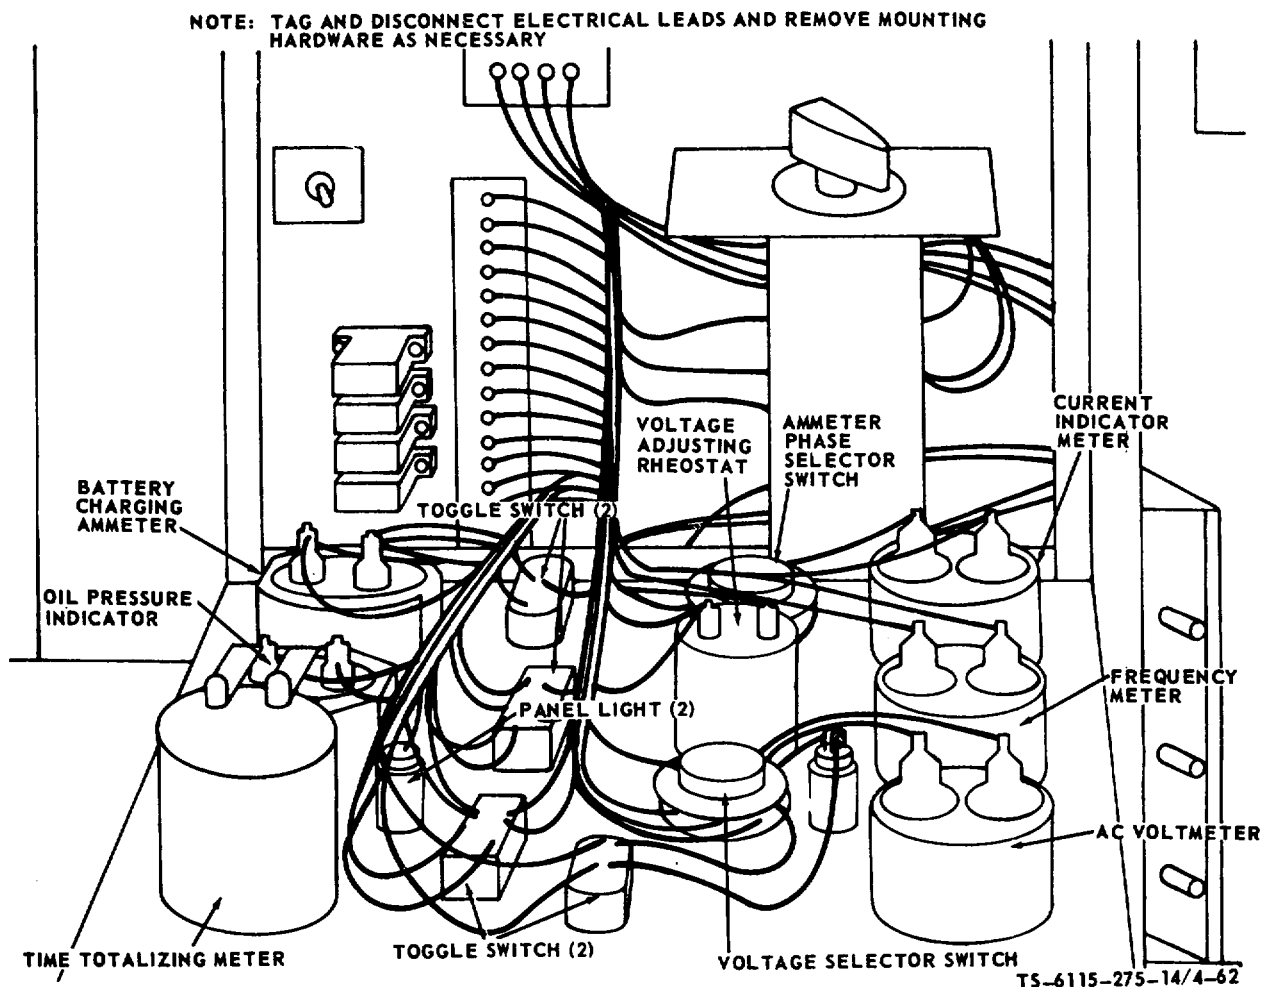 NOTE: TAG AND DISCONNECT ELECTRICAL LEADS AND REMOVE MOUNTING
HARDWARE AS NECESSARY
CURRENT
INDICATOR
METER
VOLTAGE
ADJUSTING
RHEOSTAT
AMMETER
PHASE
SELECTOR
SWITCH
BATTERY
CHARGING
AMMETER
TOGGLE SWITCH (2)
OIL PRESSURE
INDICATOR
FREQUENCY
METER
PANEL LIGHT (2)
AC VOLTMETER
TOGGLE SWITCH (2)
TIME TOTALIZING METER
VOLTAGE SELECTOR SWITCH
TS-6115-275-14/4-62